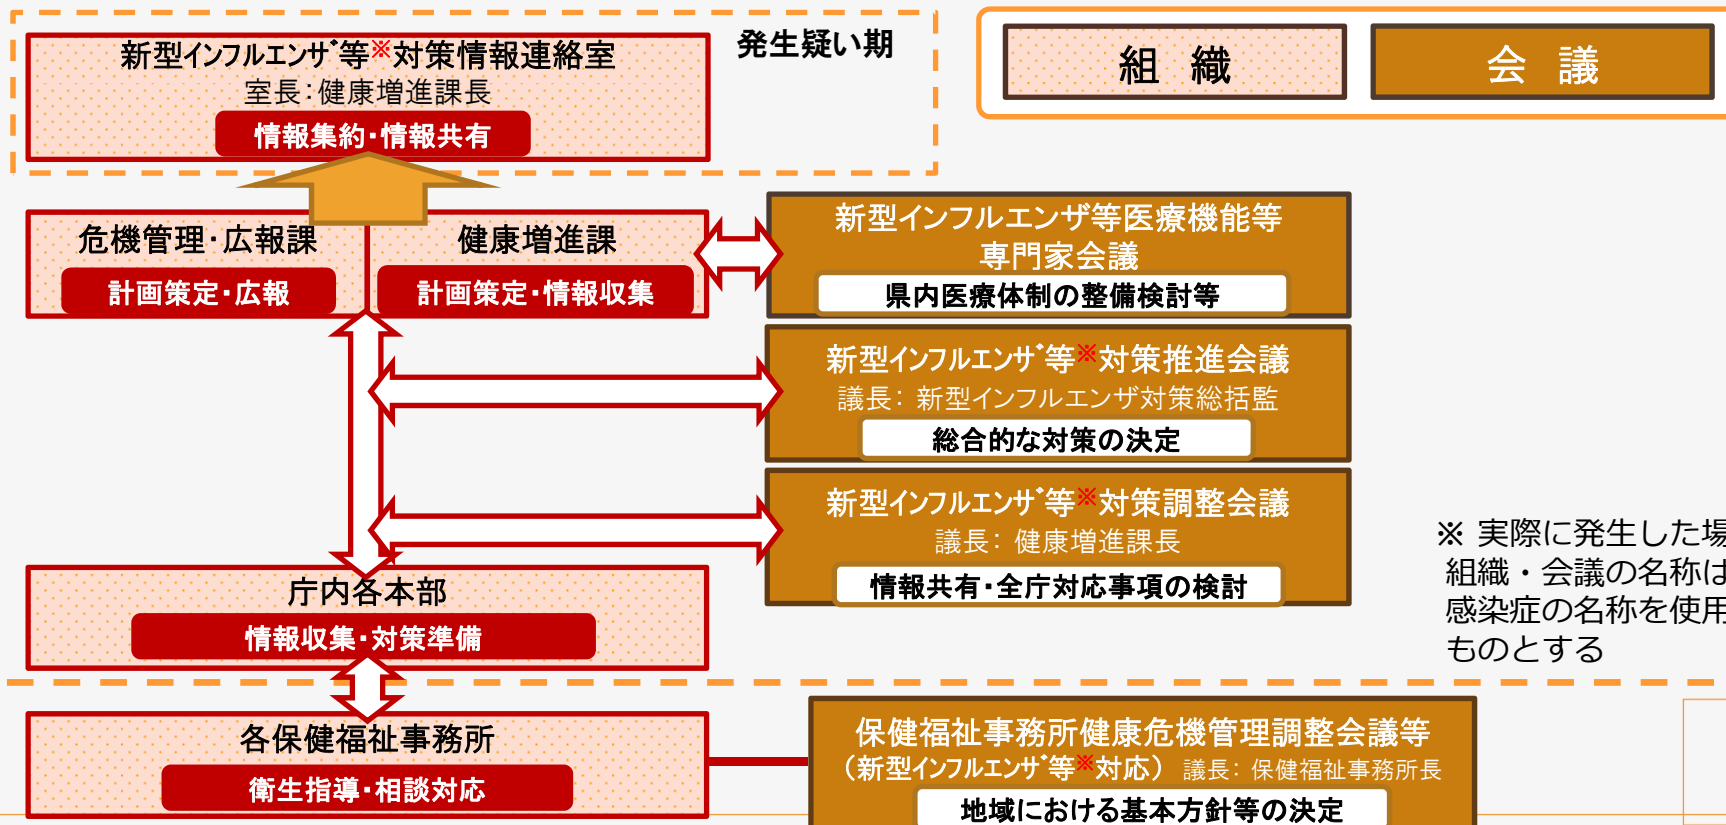 新型インフルエンザ等※対策情報連絡室
室長：健康増進課長
情報集約・情報共有
発生疑い期
組 織
会 議
危機管理・広報課
計画策定・広報
健康増進課
計画策定・情報収集
新型インフルエンザ等医療機能等
専門家会議
県内医療体制の整備検討等
新型インフルエンザ等※対策推進会議
議長：新型インフルエンザ対策総括監
総合的な対策の決定
新型インフルエンザ等※対策調整会議
議長：健康増進課長
情報共有・全庁対応事項の検討
※ 実際に発生した場
組織・会議の名称は
感染症の名称を使用
ものとする
庁内各本部
情報収集・対策準備
各保健福祉事務所
衛生指導・相談対応
保健福祉事務所健康危機管理調整会議等
（新型インフルエンザ等※対応）議長：保健福祉事務所長
地域における基本方針等の決定